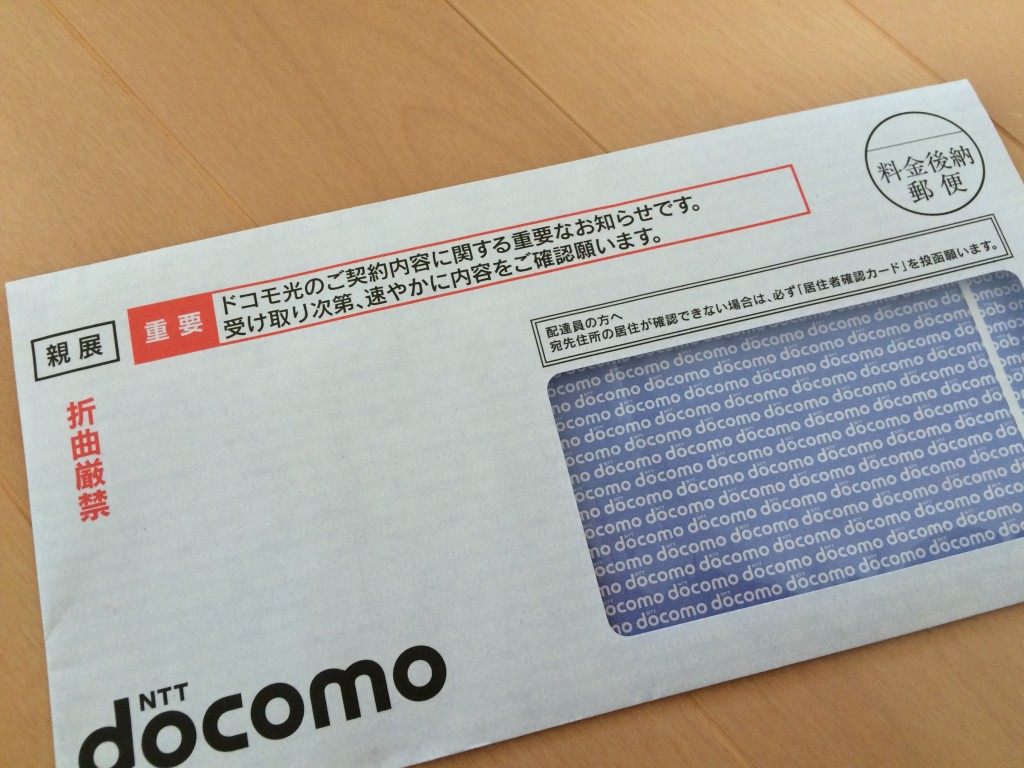 料金後納
郵便
親展
重要
ドコモ光のご契約内容に関する重要なお知らせです。
受け取り次第、速やかに内容をご確認願います。
配達員の方へ
宛先住所の居住が確認できない場合は、必ず「居住者確認カード」を投函願います。
折曲厳禁
NTT
docomo